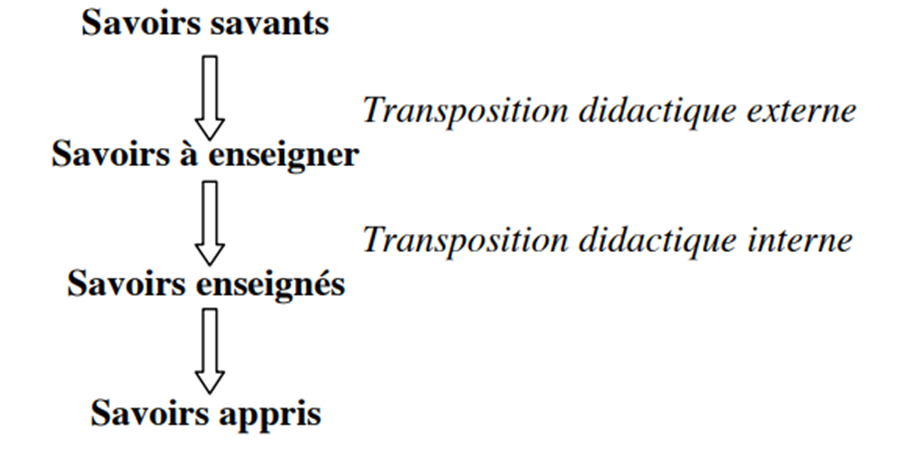 Savoirs savants
Transposition didactique externe
Savoirs à enseigner
Transposition didactique interne
Savoirs enseignés
Savoirs appris